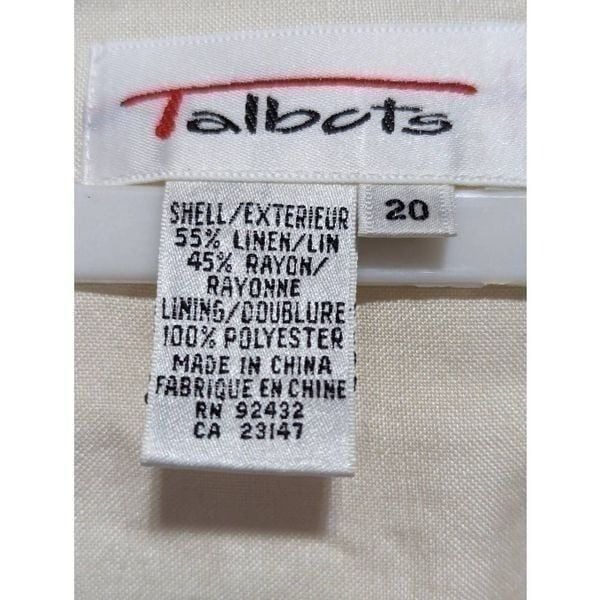 Talbots
20
SHELL/EXTERIEUR
55% LINEN/LIN
45% RAYON/
RAYONNE
LINING/DOUBLURE
100% POLYESTER
MADE IN CHINA
FABRIQUE EN CHINE
RN 92432
CA 23147